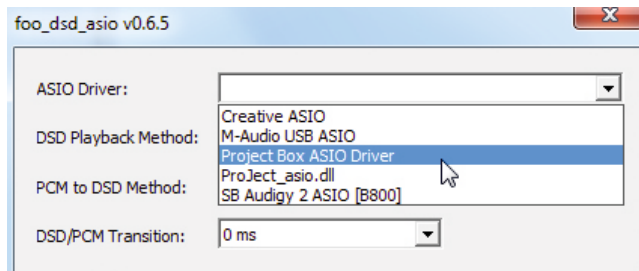 foo_dsd_asio v0.6.5
ASIO Driver:
Creative ASIO
DSD Playback Method:
M-Audio USB ASIO
Project Box ASIO Driver
ProJect_asio.dll
PCM to DSD Method:
SB Audigy 2 ASIO [B800]
DSD/PCM Transition:
0 ms